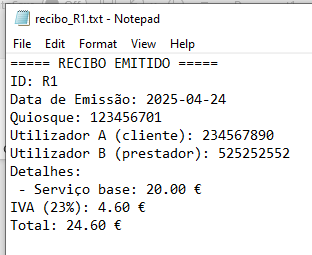 recibo_R1.txt - Notepad
File Edit Format View Help
===== RECIBO EMITIDO =====
ID: R1
Data de Emissão: 2025-04-24
Quiosque: 123456701
Utilizador A (cliente): 234567890
Utilizador B (prestador): 525252552
Detalhes:
 - Serviço base: 20.00 €
IVA (23%): 4.60 €
Total: 24.60 €